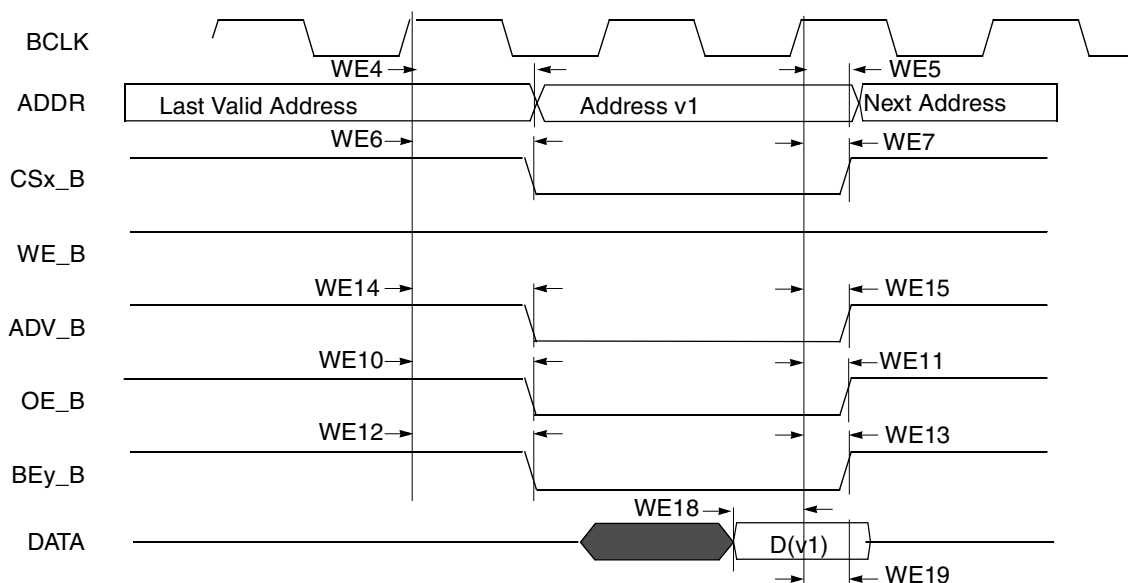 BCLK
WE4 WE5
ADDR Last Valid Address Address v1 Next Address
WE6 WE7
CSx_B
WE_B
WE14 WE15
ADV_B
WE10 WE11
OE_B
WE12 WE13
BEy_B
WE18
DATA D(v1)
WE19